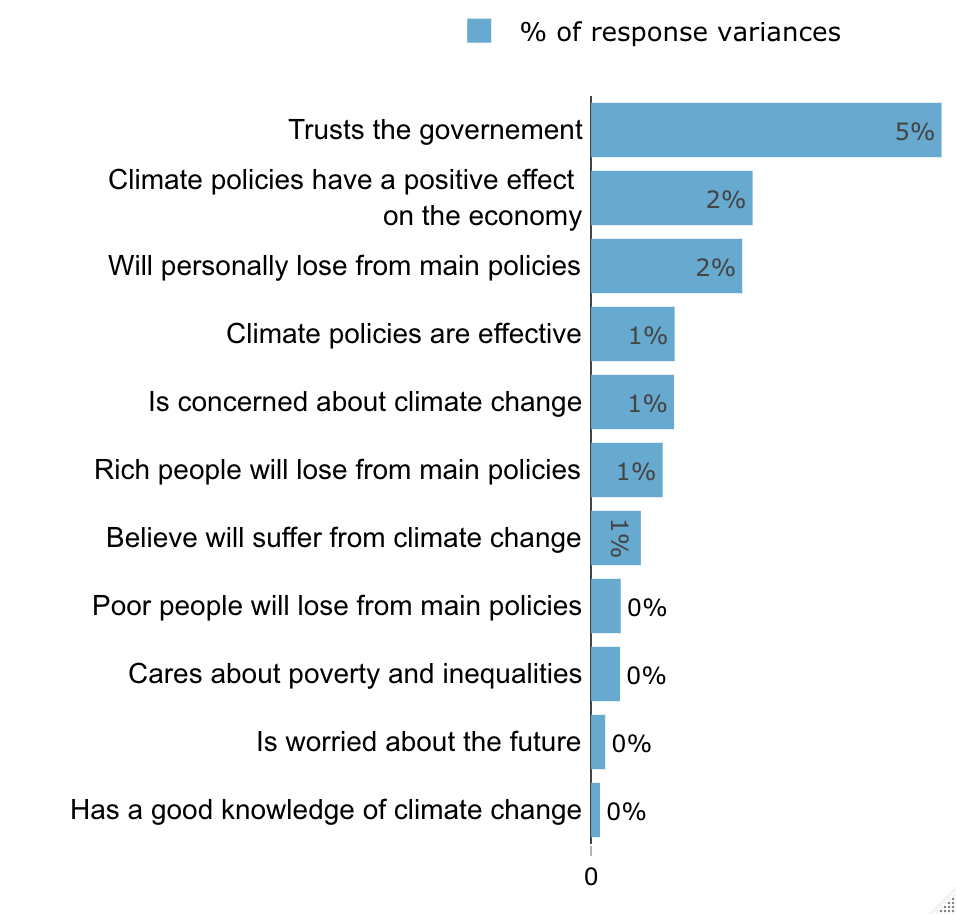 % of response variances
Trusts the governement
5%
Climate policies have a positive effect
on the economy
2%
Will personally lose from main policies
2%
Climate policies are effective
1%
Is concerned about climate change
1%
Rich people will lose from main policies
1%
Believe will suffer from climate change
1%
Poor people will lose from main policies
0%
Cares about poverty and inequalities
0%
Is worried about the future
0%
Has a good knowledge of climate change
0%
0